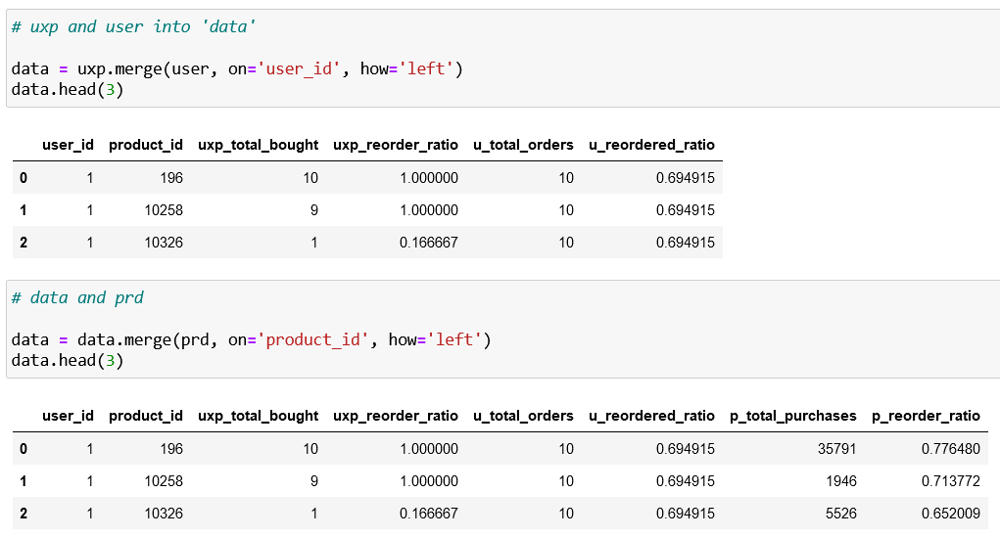 # uxp and user into 'data'
data = uxp.merge(user, on='user_id', how='left')
data.head(3)
user_id product_id uxp_total_bought uxp_reorder_ratio u_total_orders u_reordered_ratio
0 1 196 10 1.000000 10 0.694915
1 1 10258 9 1.000000 10 0.694915
2 1 10326 1 0.166667 10 0.694915
# data and prd
data = data.merge(prd, on='product_id', how='left')
data.head(3)
user_id product_id uxp_total_bought uxp_reorder_ratio u_total_orders u_reordered_ratio p_total_purchases p_reorder_ratio
0 1 196 10 1.000000 10 0.694915 35791 0.776480
1 1 10258 9 1.000000 10 0.694915 1946 0.713772
2 1 10326 1 0.166667 10 0.694915 5526 0.652009